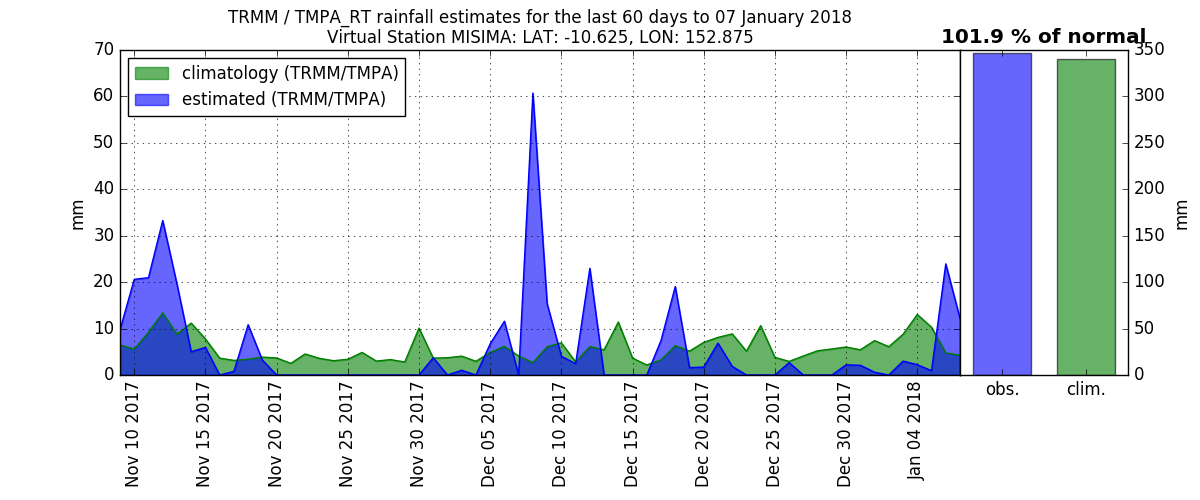 TRMM / TMPA_RT rainfall estimates for the last 60 days to 07 January 2018
Virtual Station MISIMA: LAT: -10.625, LON: 152.875
101.9 % of normal
climatology (TRMM/TMPA)
estimated (TRMM/TMPA)
mm
70
60
50
40
30
20
10
0
Nov 10 2017
Nov 15 2017
Nov 20 2017
Nov 25 2017
Nov 30 2017
Dec 05 2017
Dec 10 2017
Dec 15 2017
Dec 20 2017
Dec 25 2017
Dec 30 2017
Jan 04 2018
obs.
clim.
350
300
250
200
150
100
50
0
mm